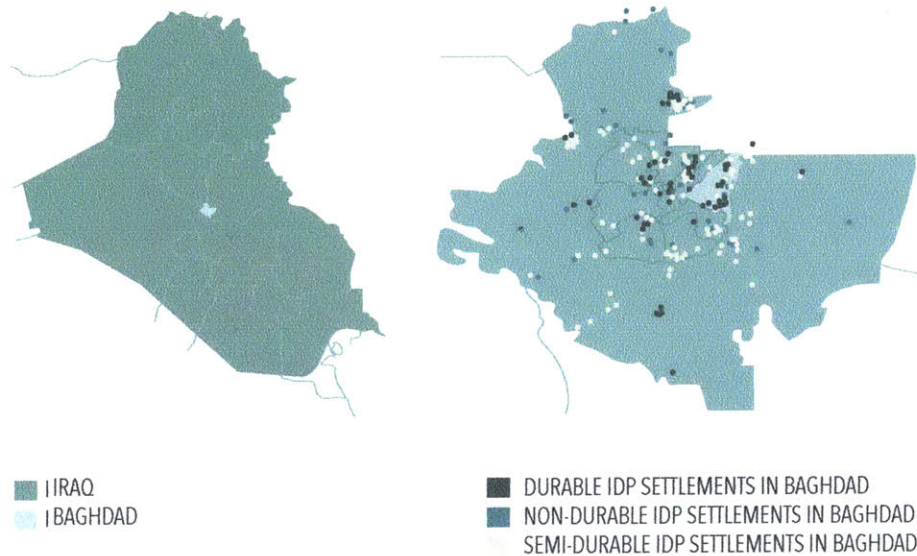 | IRAQ
| BAGHDAD
DURABLE IDP SETTLEMENTS IN BAGHDAD
NON-DURABLE IDP SETTLEMENTS IN BAGHDAD
SEMI-DURABLE IDP SETTLEMENTS IN BAGHDAD